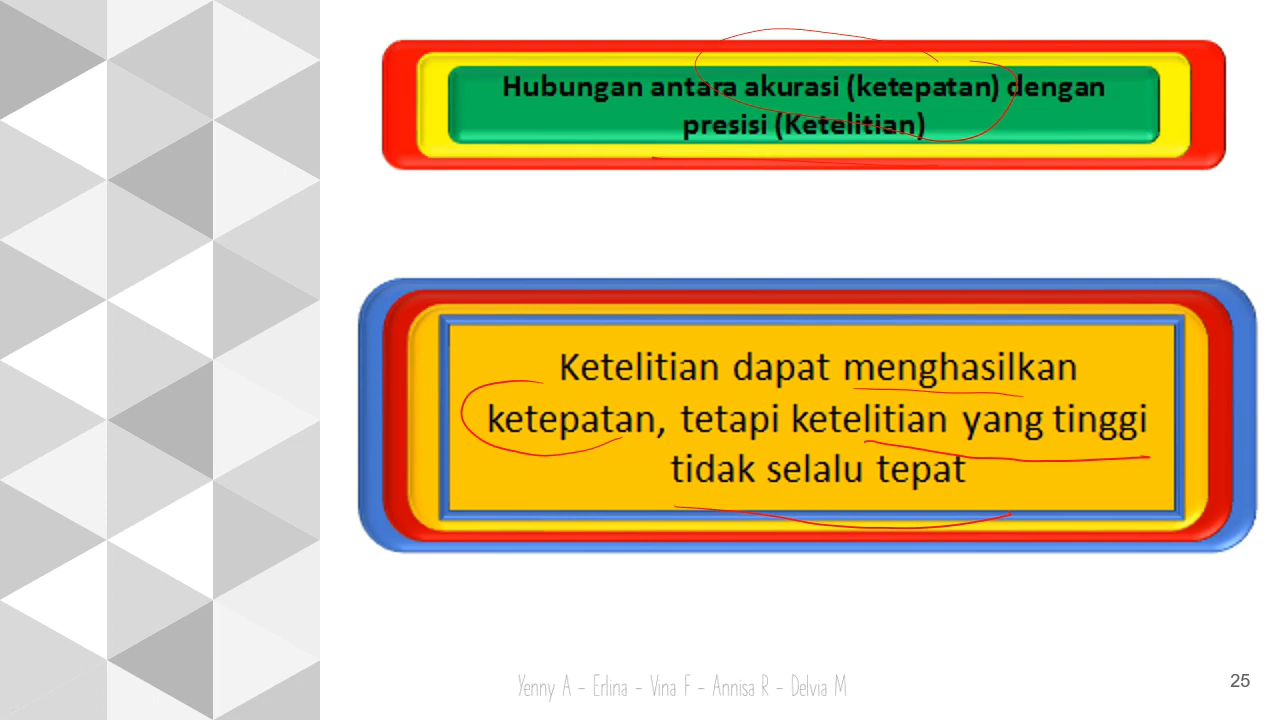 Hubungan antara akurasi (ketepatan) dengan
presisi (Ketelitian)
Ketelitian dapat menghasilkan
ketepatan, tetapi ketelitian yang tinggi
tidak selalu tepat
Yenny A - Erlina - Vina F - Annisa R - Delvia M
25